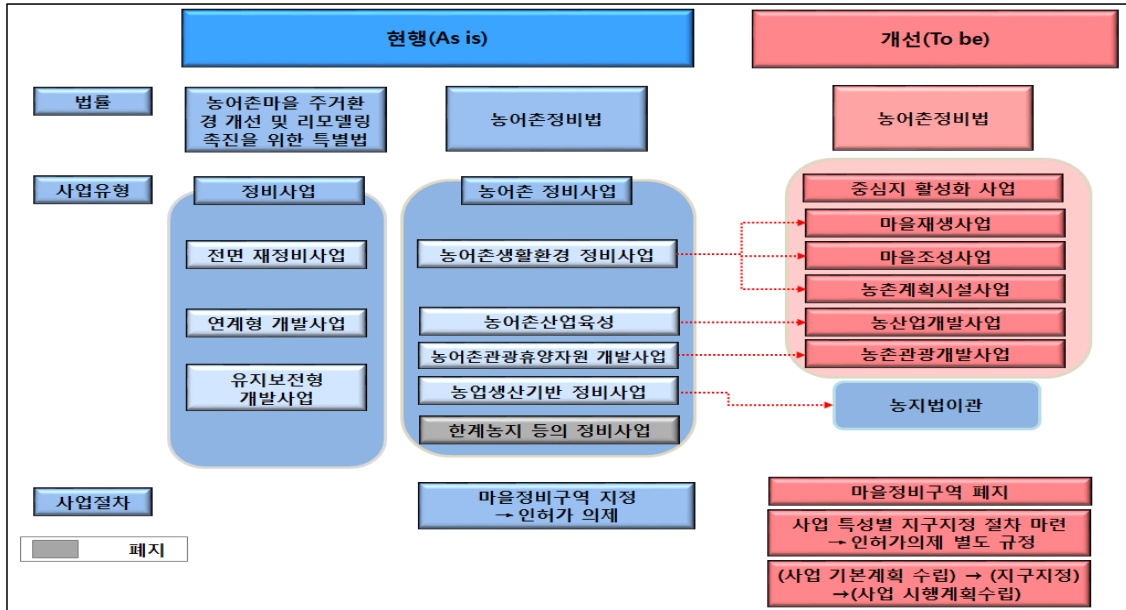 현행(As is)
개선(To be)
법률
농어촌마을 주거환
경 개선 및 리모델링
촉진을 위한 특별법
농어촌정비법
농어촌정비법
사업유형
정비사업
전면 재정비사업
연계형 개발사업
유지보전형
개발사업
농어촌 정비사업
농어촌생활환경 정비사업
농어촌산업육성
농어촌관광휴양자원 개발사업
농업생산기반 정비사업
한계농지 등의 정비사업
중심지 활성화 사업
마을재생사업
마을조성사업
농촌계획시설사업
농산업개발사업
농촌관광개발사업
농지법이관
사업절차
마을정비구역 지정
→ 인허가 의제
마을정비구역 폐지
사업 특성별 지구지정 절차 마련
→ 인허가의제 별도 규정
(사업 기본계획 수립) → (지구지정)
→(사업 시행계획수립)
폐지